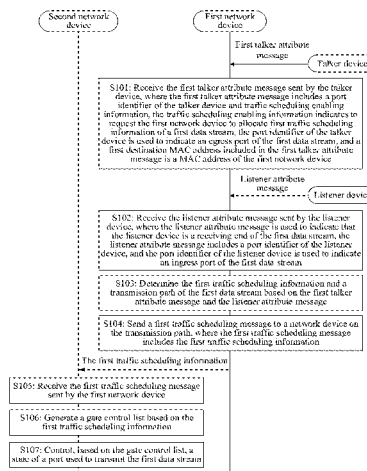 Second network
device
First network
device
First talker attribute
message
Talker device
S101: Receive the first talker attribute message sent by the talker
device, where the first talker attribute message includes a port
identifier of the talker device and traffic scheduling enabling
information, the traffic scheduling enabling information indicates to
request the first network device to allocate first traffic scheduling
information of a first data stream, the port identifier of the talker
device is used to indicate an egress port of the first data stream, and a
first destination MAC address included in the first talker attribute
message is a MAC address of the first network device
Listener attribute
message
Listener device
S102: Receive the listener attribute message sent by the listener
device, where the listener attribute message is used to indicate that
the listener device is a receiving end of the first data stream, the
listener attribute message includes a port identifier of the listener
device, and the port identifier of the listener device is used to indicate
an ingress port of the first data stream
S103: Determine the first traffic scheduling information and a
transmission path of the first data stream based on the first talker
attribute message and the listener attribute message
S104: Send a first traffic scheduling message to a network device on
the transmission path, where the first traffic scheduling message
includes the first traffic scheduling information
The first traffic scheduling information
S105: Receive the first traffic scheduling message
sent by the first network device
S106: Generate a gate control list based on the
first traffic scheduling information
S107: Control, based on the gate control list, a
state of a port used to transmit the first data stream